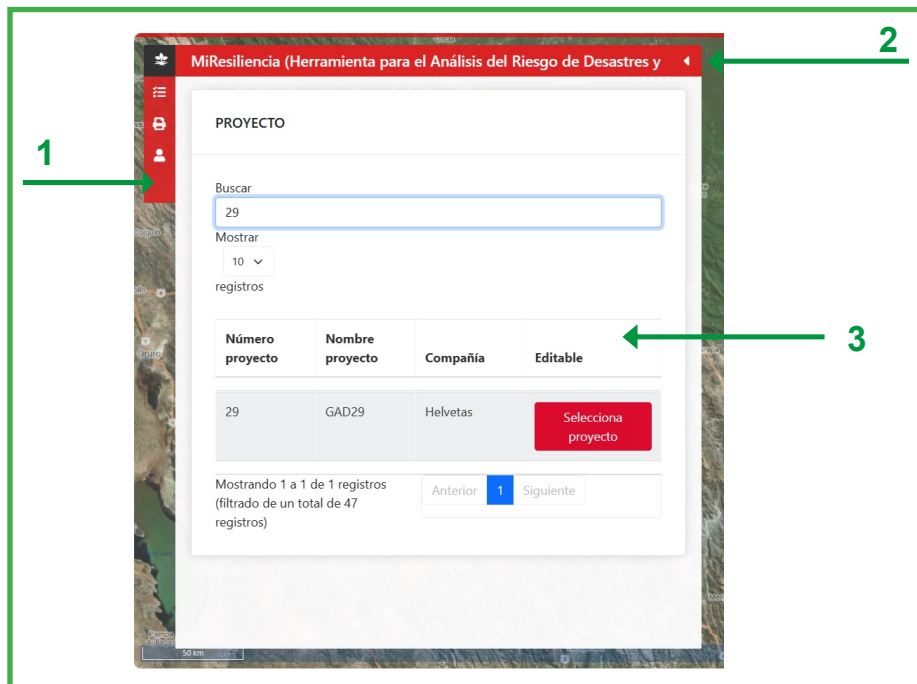 2
MiResiliencia (Herramienta para el Análisis del Riesgo de Desastres y
PROYECTO
1
Buscar
29
Mostrar
10
registros
Número proyecto
Nombre proyecto
Compañía
Editable
3
Oruro
29
GAD29
Helvetas
Selecciona proyecto
Mostrando 1 a 1 de 1 registros
(filtrado de un total de 47
registros)
Anterior 1 Siguiente
50 km